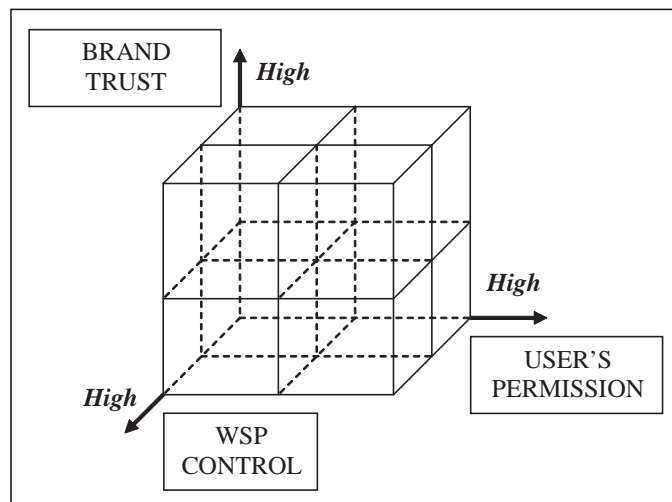 BRAND
TRUST
High
High
USER'S
PERMISSION
High
WSP
CONTROL